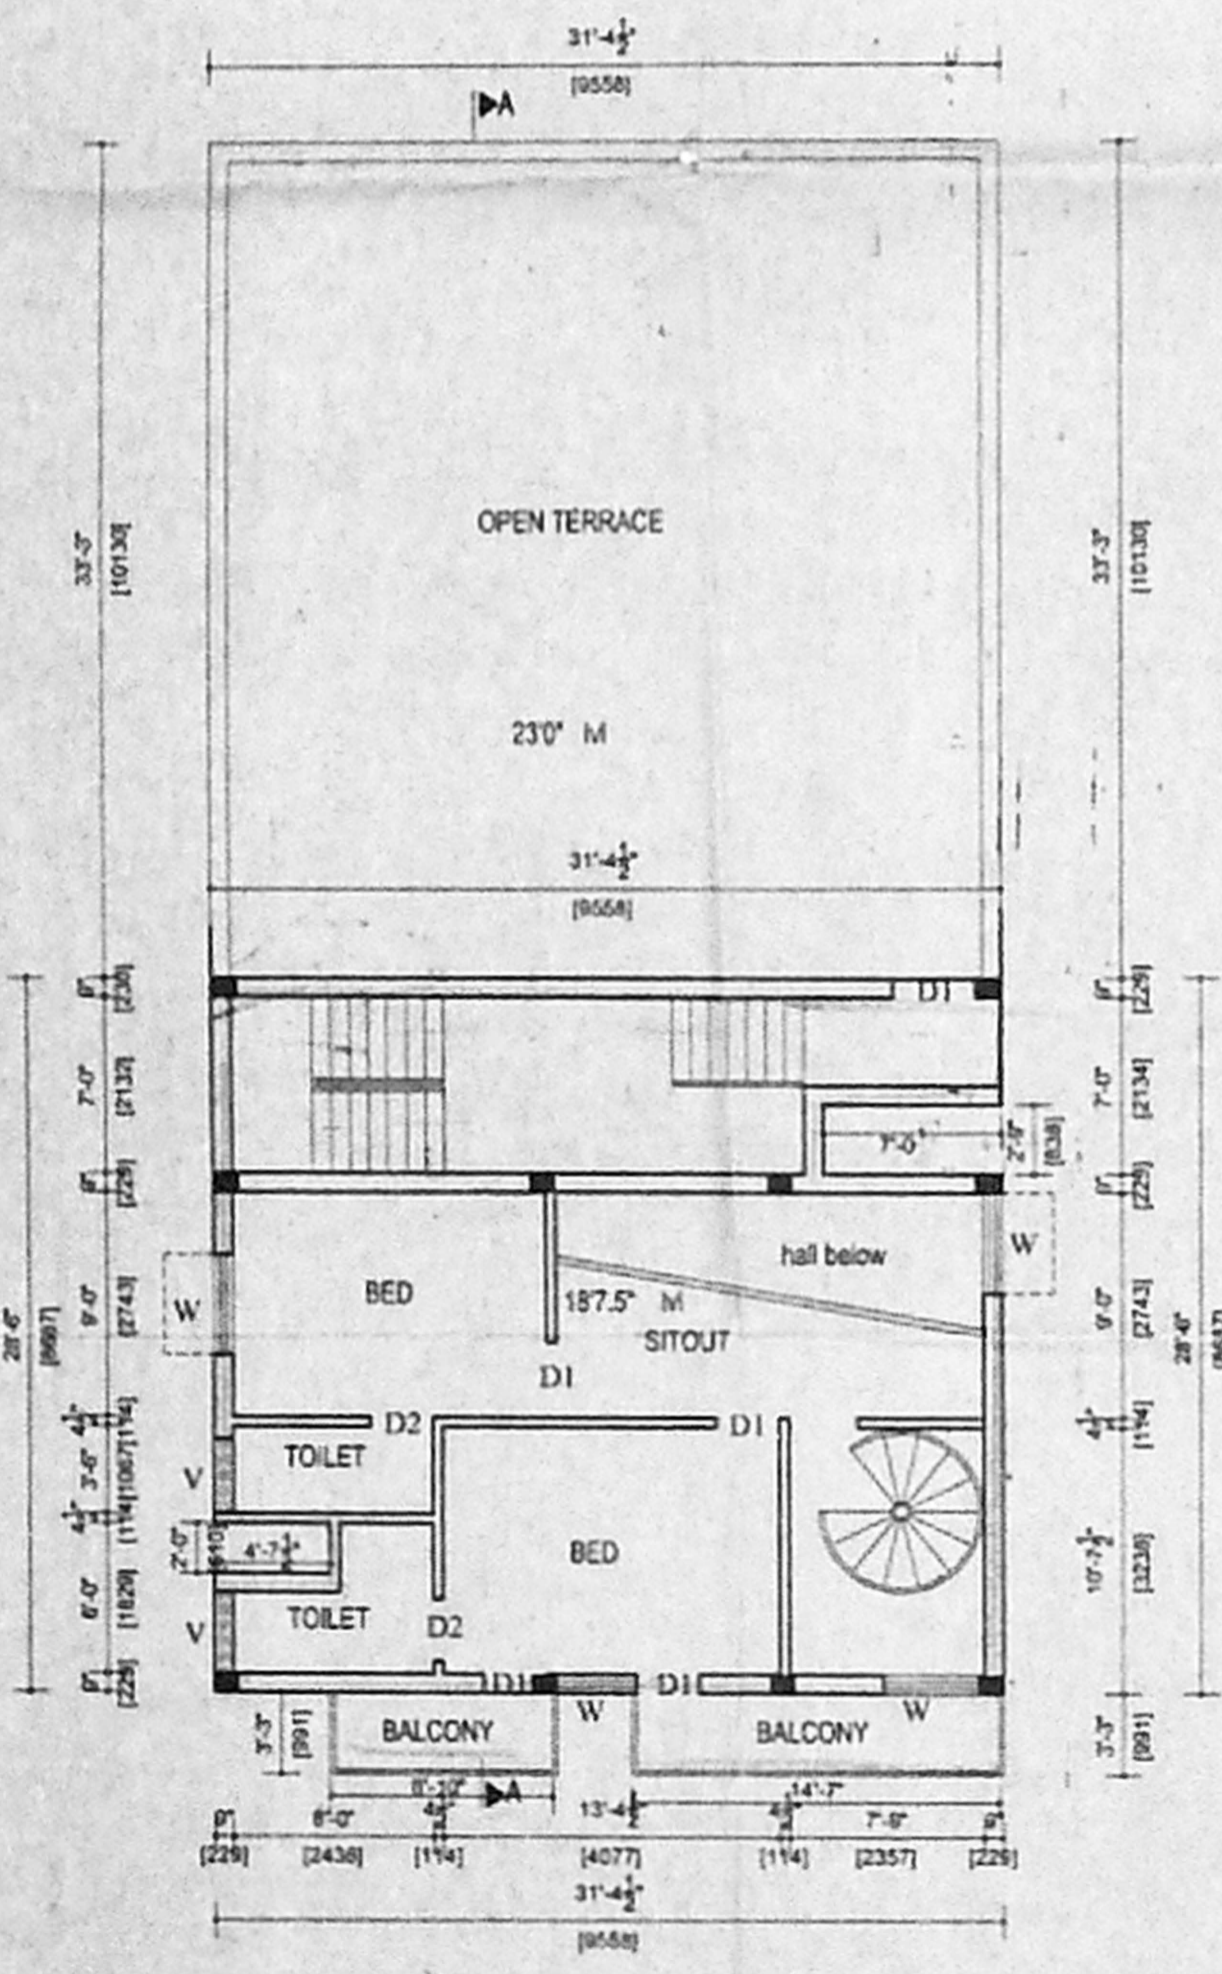 31'-4½"
[9558]
A
33'-3"
[10130]
33'-3"
[10130]
OPEN TERRACE
23'0" M
31'-4½"
[9558]
9"
[230]
D1
9"
[229]
7'-0"
[2132]
7'-0"
[2134]
7'-0"
2'-9"
[838]
9"
[229]
9"
[229]
hall below
W
BED
W
18'7.5" M
SITOUT
9'-0"
[2743]
9'-0"
[2743]
28'-6"
[8687]
28'-6"
D1
4½"
[114]
D2
D1
4½"
[114]
TOILET
V
3'-6"
[1067]
4½"
[114]
2'-0"
[610]
4'-7½"
BED
10'-7½"
[3238]
6'-0"
[1829]
TOILET
V
D2
9"
[229]
D1
D1
W
W
3'-3"
[991]
BALCONY
BALCONY
3'-3"
[991]
8'-10"
A
14'-7"
9"
8'-0"
4½"
13'-4½"
4½"
7'-9"
9"
[229]
[2438]
[114]
[4077]
[114]
[2357]
[229]
31'-4½"
[9558]